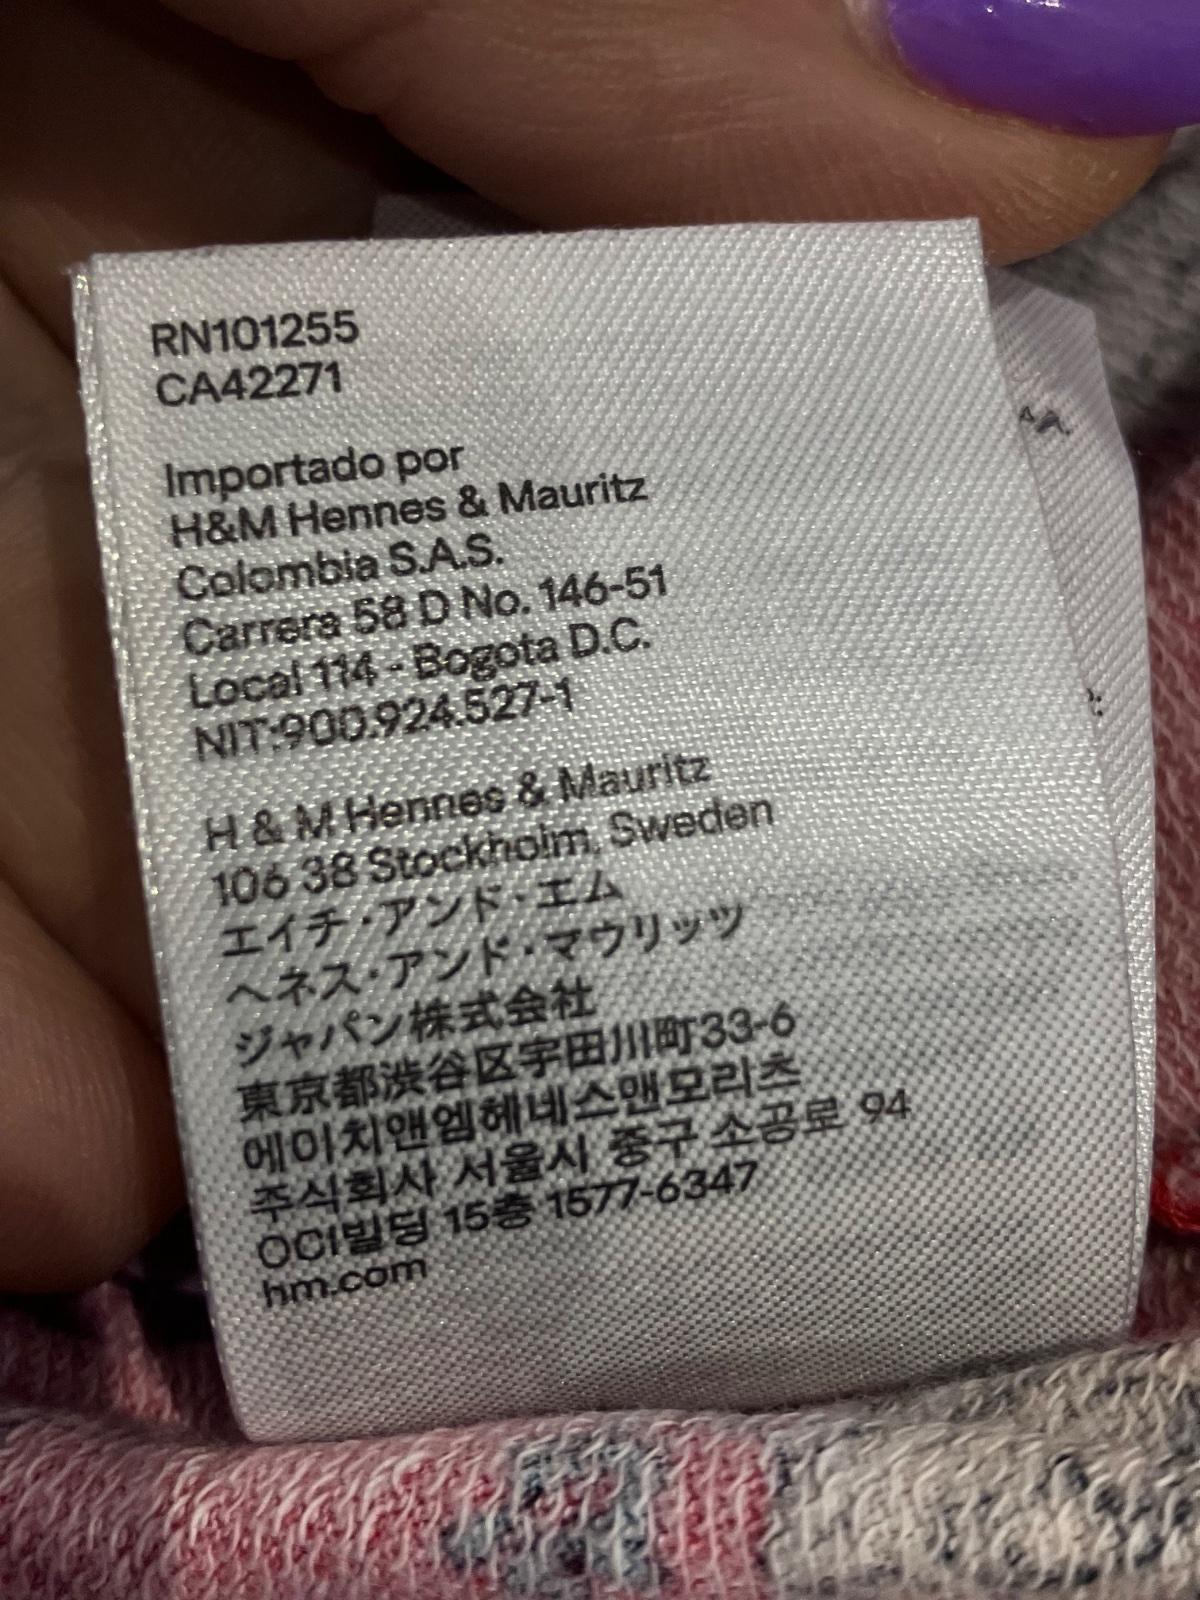 RN101255
CA42271
Importado por
H&M Hennes & Mauritz
Colombia S.A.S.
Carrera 58 D No. 146-51
Local 114 - Bogota D.C.
NIT:900.924.527-1
H & M Hennes & Mauritz
106 38 Stockholm, Sweden
エイチ・アンド・エム
ヘネス・アンド・マウリッツ
ジャパン株式会社
東京都渋谷区宇田川町33-6
에이치앤엠헤네스앤모리츠
주식회사 서울시 중구 소공로 94
OCI빌딩 15층 1577-6347
hm.com